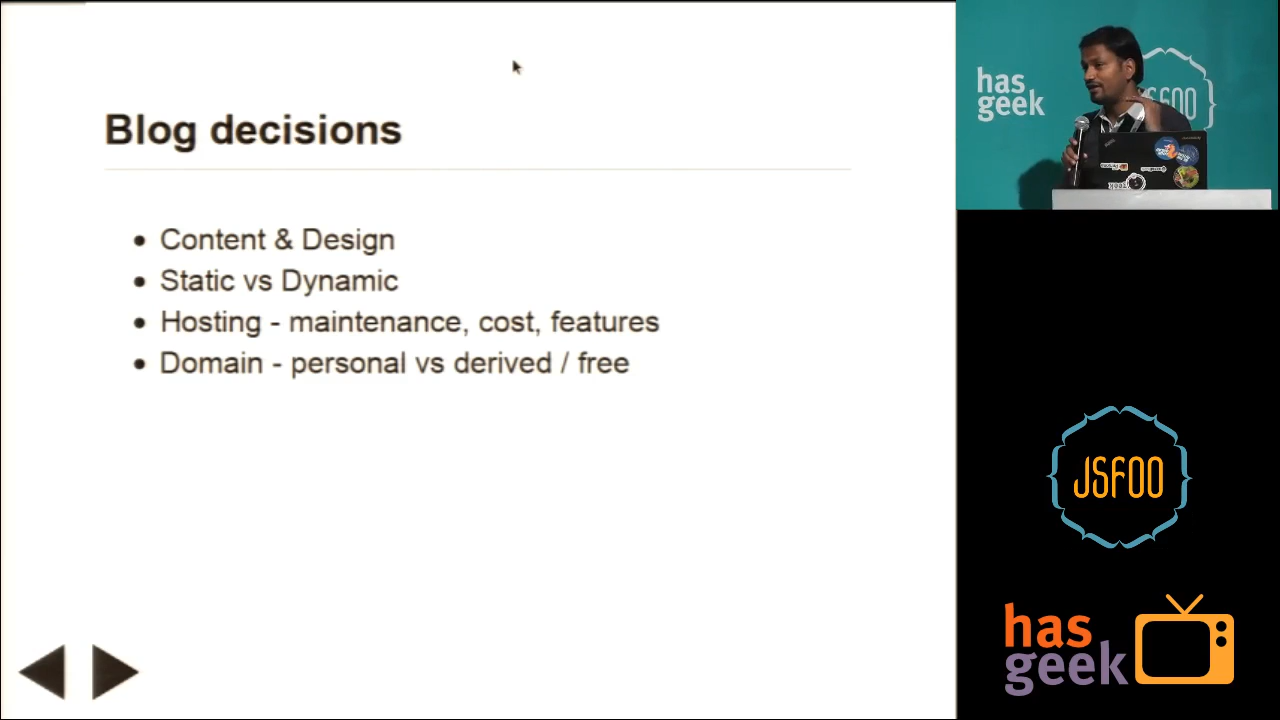 Blog decisions
Content & Design
Static vs Dynamic
Hosting - maintenance, cost, features
Domain - personal vs derived / free
has
geek
JSFOO
has
geek